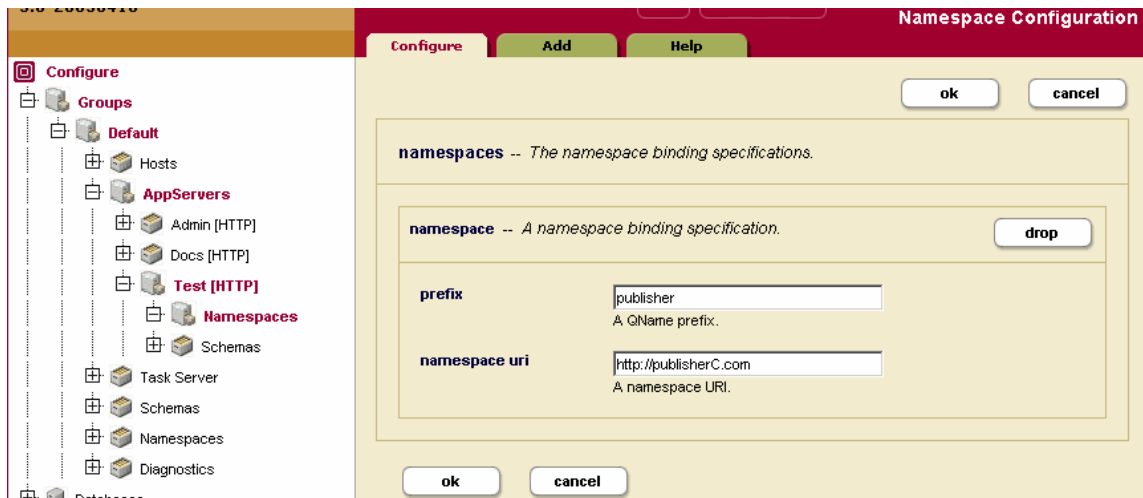 Namespace Configuration
Configure Add Help
Configure
Groups
Default
Hosts
AppServers
Admin [HTTP]
Docs [HTTP]
Test [HTTP]
Namespaces
Schemas
Task Server
Schemas
Namespaces
Diagnostics
Databases
ok cancel
namespaces -- The namespace binding specifications.
namespace -- A namespace binding specification.
drop
prefix
publisher
A QName prefix.
namespace uri
http://publisherC.com
A namespace URI.
ok cancel